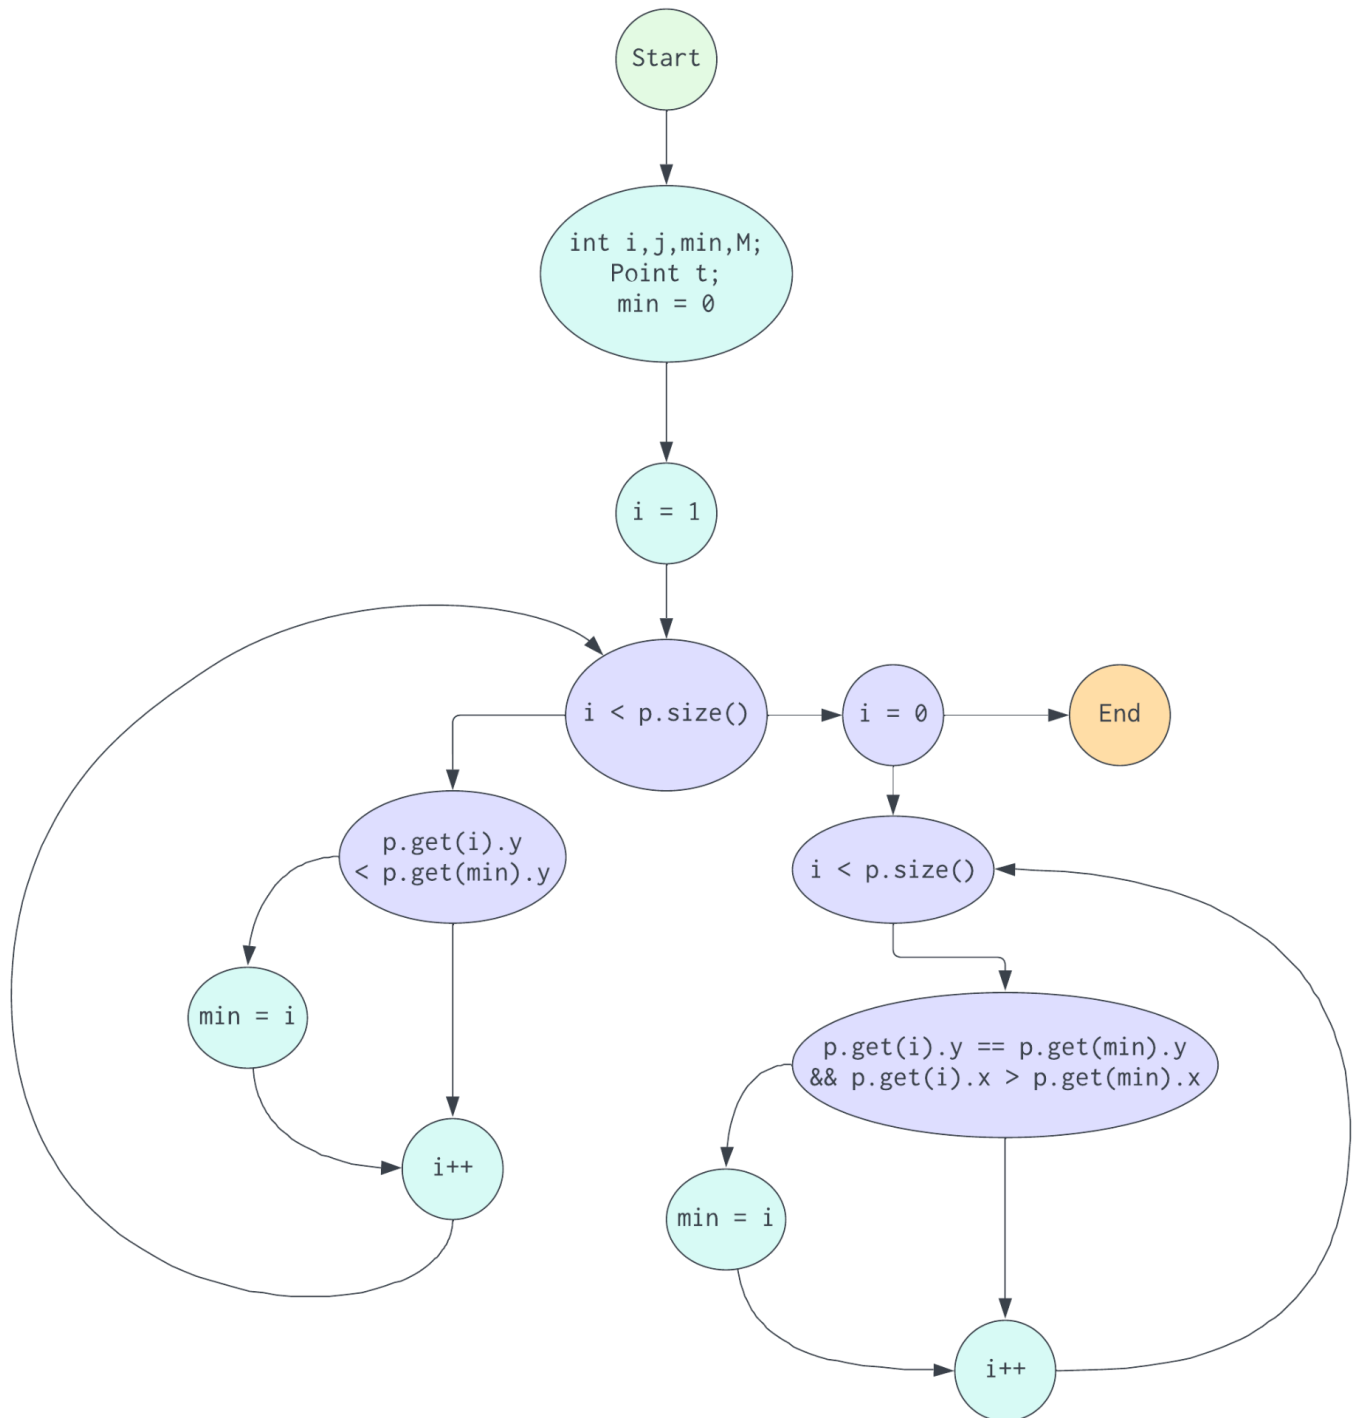 Start
int i,j,min,M;
Point t;
min = 0
i = 1
i < p.size()
i = 0
End
p.get(i).y
< p.get(min).y
i < p.size()
min = i
p.get(i).y == p.get(min).y
&& p.get(i).x > p.get(min).x
i++
min = i
i++